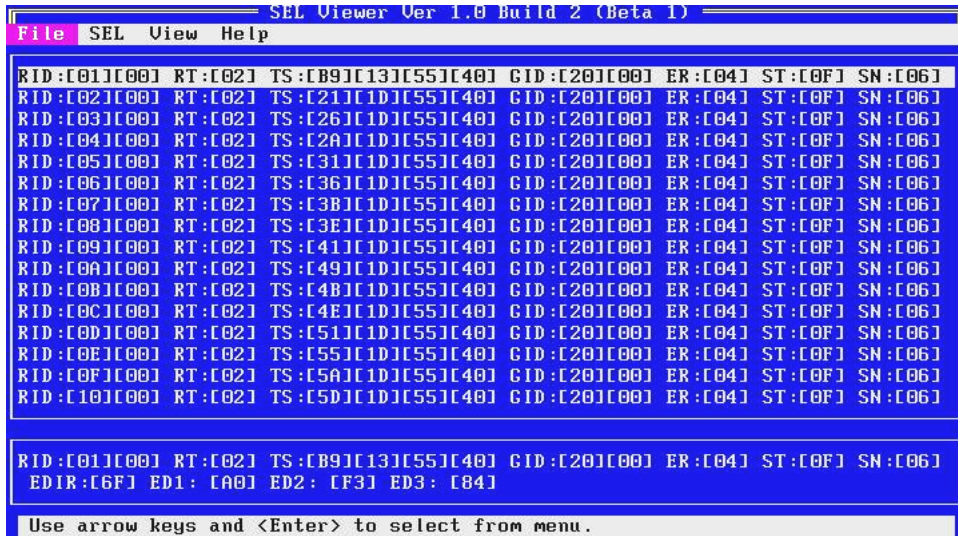 SEL Viewer Ver 1.0 Build 2 (Beta 1)
File SEL View Help
RID:[01][00] RT:[02] TS:[B9][13][55][40] GID:[20][00] ER:[04] ST:[0F] SN:[06]
RID:[02][00] RT:[02] TS:[21][1D][55][40] GID:[20][00] ER:[04] ST:[0F] SN:[06]
RID:[03][00] RT:[02] TS:[26][1D][55][40] GID:[20][00] ER:[04] ST:[0F] SN:[06]
RID:[04][00] RT:[02] TS:[2A][1D][55][40] GID:[20][00] ER:[04] ST:[0F] SN:[06]
RID:[05][00] RT:[02] TS:[31][1D][55][40] GID:[20][00] ER:[04] ST:[0F] SN:[06]
RID:[06][00] RT:[02] TS:[36][1D][55][40] GID:[20][00] ER:[04] ST:[0F] SN:[06]
RID:[07][00] RT:[02] TS:[3B][1D][55][40] GID:[20][00] ER:[04] ST:[0F] SN:[06]
RID:[08][00] RT:[02] TS:[3E][1D][55][40] GID:[20][00] ER:[04] ST:[0F] SN:[06]
RID:[09][00] RT:[02] TS:[41][1D][55][40] GID:[20][00] ER:[04] ST:[0F] SN:[06]
RID:[0A][00] RT:[02] TS:[49][1D][55][40] GID:[20][00] ER:[04] ST:[0F] SN:[06]
RID:[0B][00] RT:[02] TS:[4B][1D][55][40] GID:[20][00] ER:[04] ST:[0F] SN:[06]
RID:[0C][00] RT:[02] TS:[4E][1D][55][40] GID:[20][00] ER:[04] ST:[0F] SN:[06]
RID:[0D][00] RT:[02] TS:[51][1D][55][40] GID:[20][00] ER:[04] ST:[0F] SN:[06]
RID:[0E][00] RT:[02] TS:[55][1D][55][40] GID:[20][00] ER:[04] ST:[0F] SN:[06]
RID:[0F][00] RT:[02] TS:[5A][1D][55][40] GID:[20][00] ER:[04] ST:[0F] SN:[06]
RID:[10][00] RT:[02] TS:[5D][1D][55][40] GID:[20][00] ER:[04] ST:[0F] SN:[06]
RID:[01][00] RT:[02] TS:[B9][13][55][40] GID:[20][00] ER:[04] ST:[0F] SN:[06]
EDIR:[6F] ED1: [A0] ED2: [F3] ED3: [84]
Use arrow keys and <Enter> to select from menu.